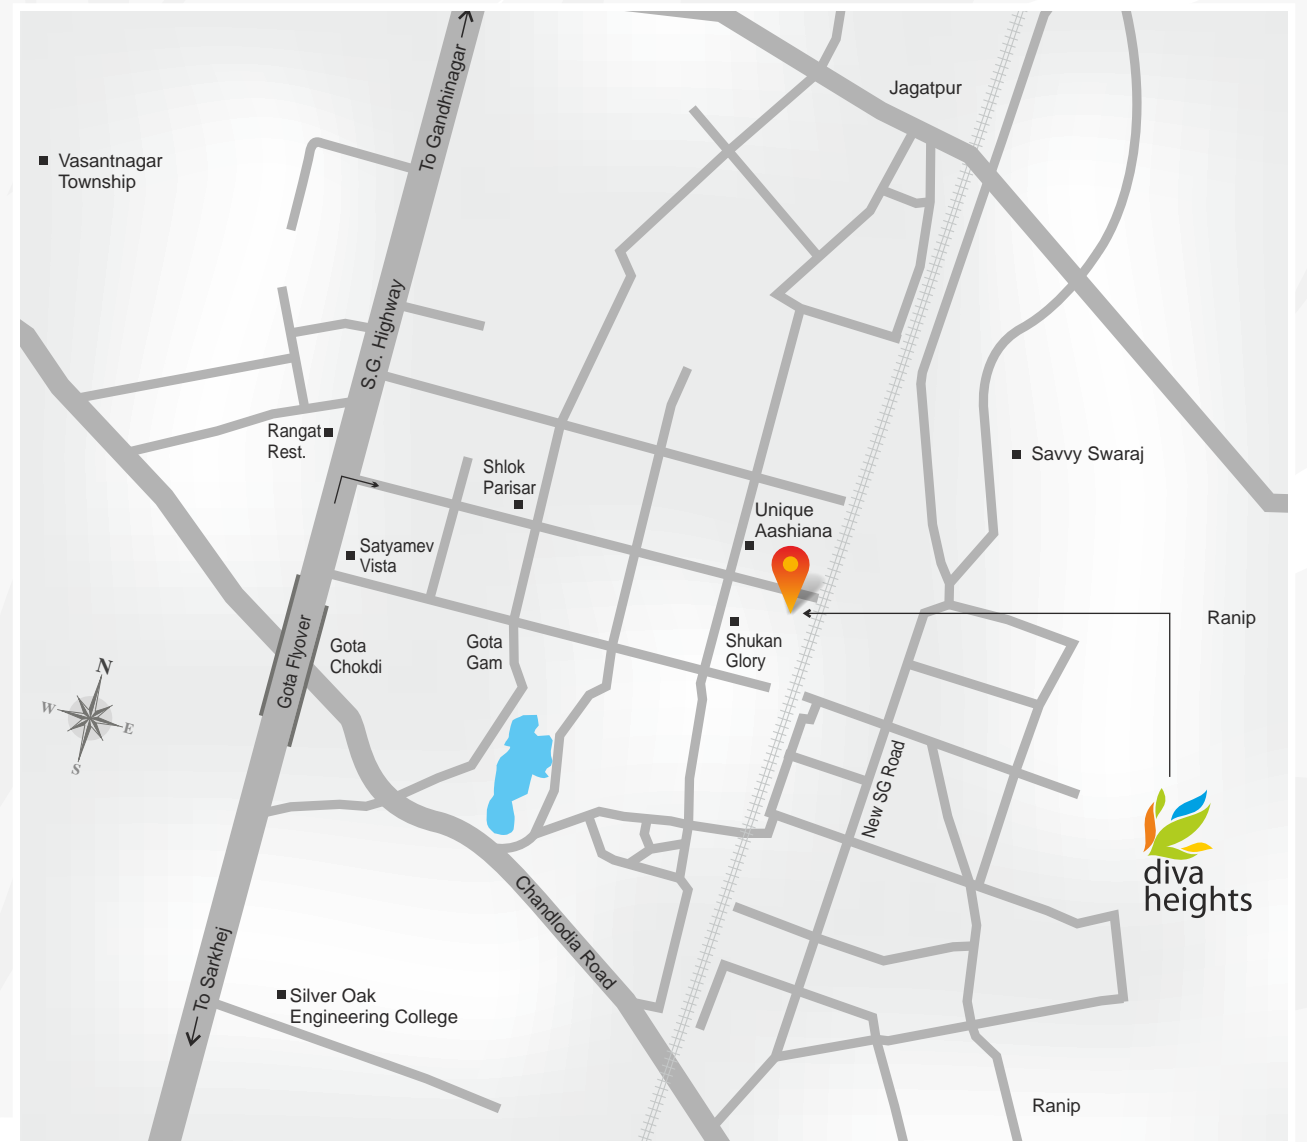 To Gandhinagar
Jagatpur
Vasantnagar
Township
S.G. Highway
Rangat
Rest.
Shlok
Parisar
Savvy Swaraj
Unique
Aashiana
Satyamev
Vista
Ranip
Gota Flyover
Gota
Chokdi
Gota
Gam
Shukan
Glory
N
W
E
S
New SG Road
diva
heights
Chandlodia Road
To Sarkhej
Silver Oak
Engineering College
Ranip